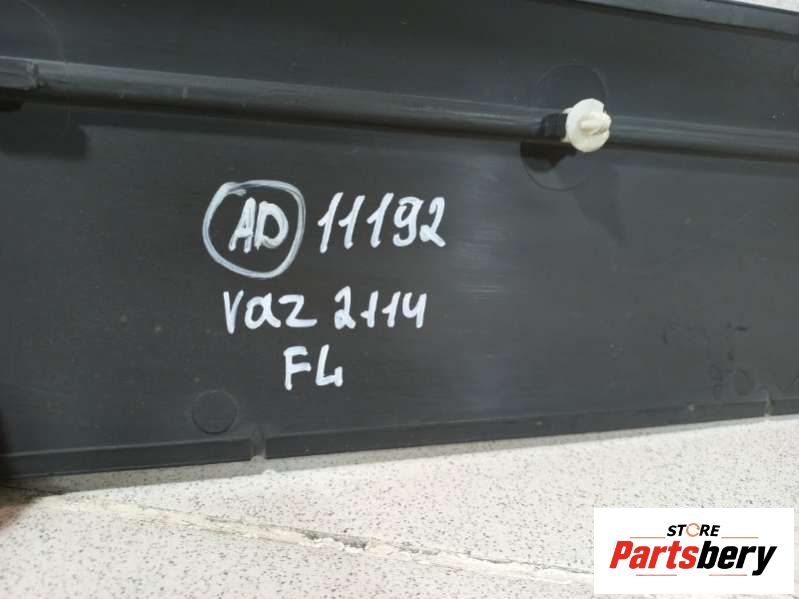 AD 11192
vaz 2114
FL
STORE
Partsbery